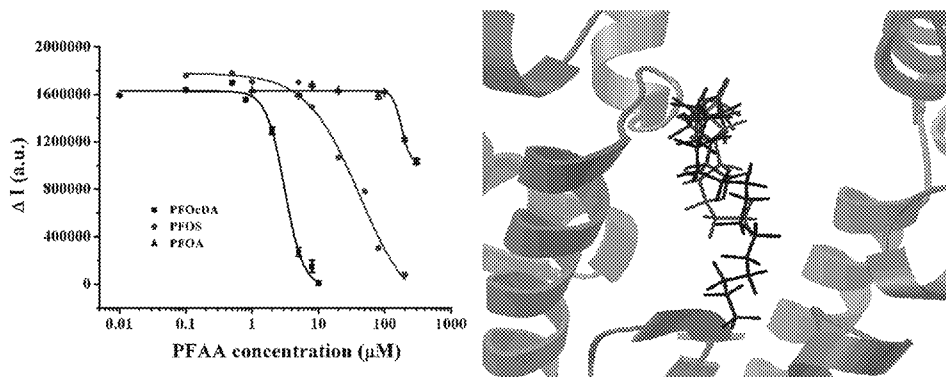 2000000
1600000
1200000
800000
400000
0
Δ I (a.u.)
PFOcDA
PFOS
PFOA
0.01 0.1 1 10 100 1000
PFAA concentration (μM)